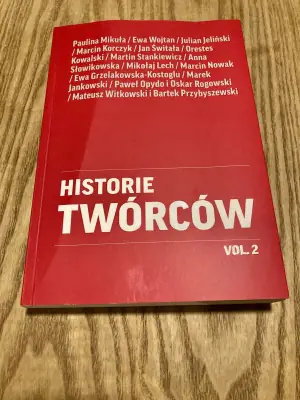 Paulina Mikuła / Ewa Wojtan / Julian Jeliński
/ Marcin Korczyk / Jan Świtała / Orestes
Kowalski / Martin Stankiewicz / Anna
Słowikowska / Mikołaj Lech / Marcin Nowak
/ Ewa Grzelakowska-Kostoglu / Marek
Jankowski / Paweł Opydo i Oskar Rogowski
/ Mateusz Witkowski i Bartek Przybyszewski
HISTORIE
TWÓRCÓW
VOL. 2